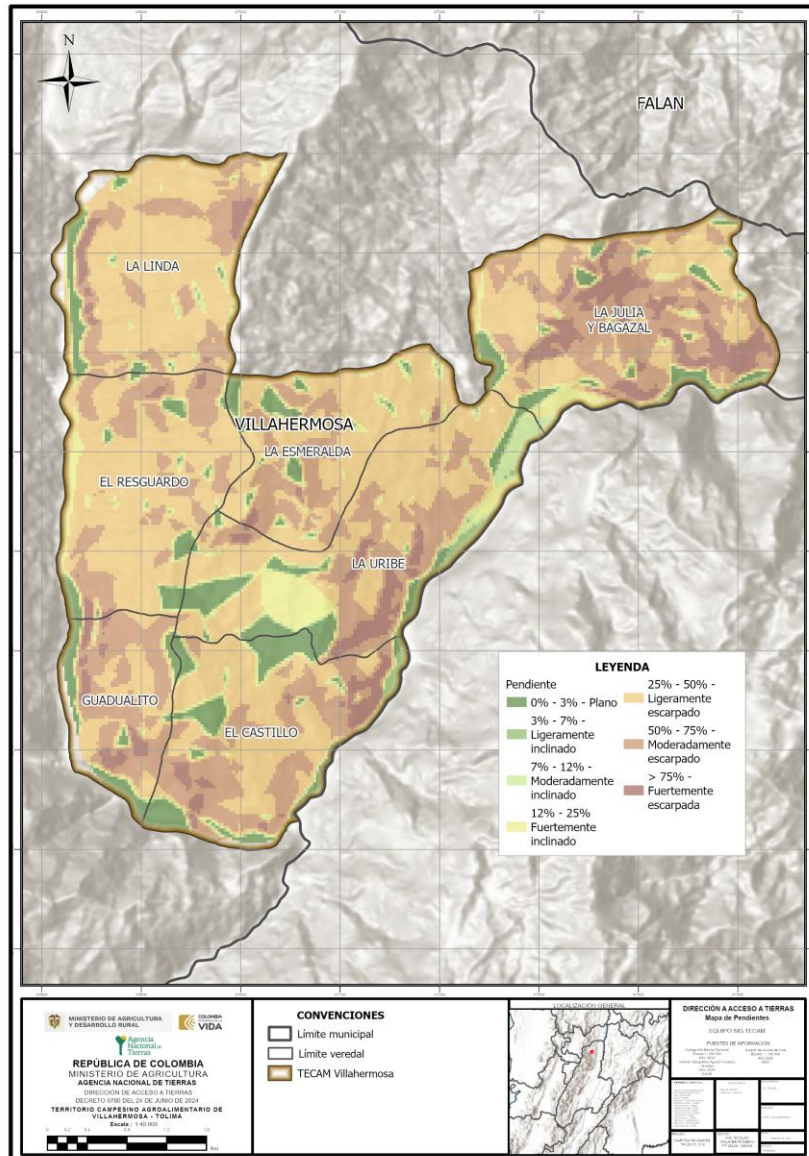 N
FALAN
LA LINDA
LA JULIA
Y BAGAZAL
VILLAHERMOSA
LA ESMERALDA
EL RESGUARDO
LA URIBE
GUADUALITO
EL CASTILLO
LEYENDA
Pendiente
0% - 3% - Plano
3% - 7% -
Ligeramente
inclinado
7% - 12% -
Moderadamente
inclinado
12% - 25%
Fuertemente
inclinado
25% - 50% -
Ligeramente
escarpado
50% - 75% -
Moderadamente
escarpado
> 75% -
Fuertemente
escarpada
MINISTERIO DE AGRICULTURA
Y DESARROLLO RURAL
COLOMBIA
VIDA
Agencia
Nacional de
Tierras
REPÚBLICA DE COLOMBIA
MINISTERIO DE AGRICULTURA
AGENCIA NACIONAL DE TIERRAS
DIRECCIÓN DE ACCESO A TIERRAS
DECRETO 0780 DEL 24 DE JUNIO DE 2024
TERRITORIO CAMPESINO AGROALIMENTARIO DE
VILLAHERMOSA - TOLIMA
Escala : 1:40 000
Km
CONVENCIONES
Límite municipal
Límite veredal
TECAM Villahermosa
LOCALIZACIÓN GENERAL
DIRECCIÓN A ACCESO A TIERRAS
Mapa de Pendientes
EQUIPO SIG TECAM
FUENTES DE INFORMACIÓN